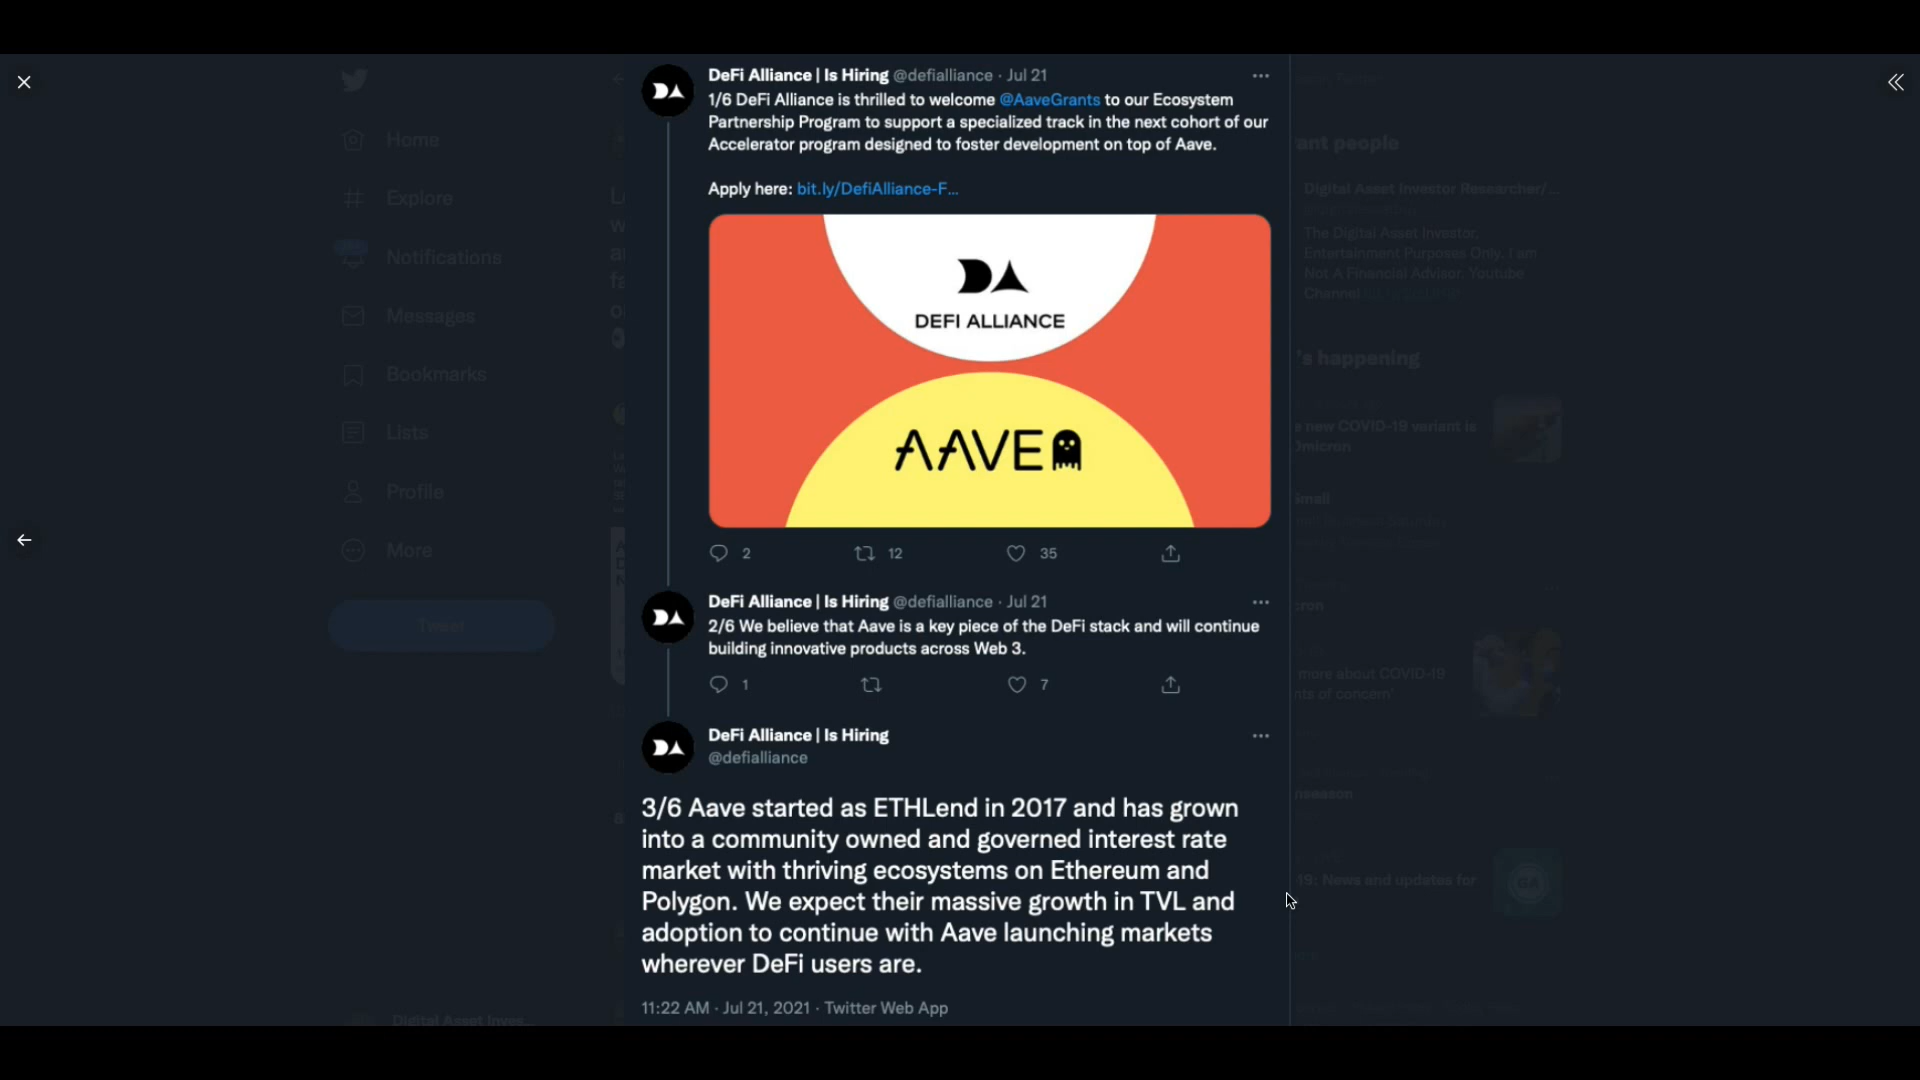 Home
Explore
Notifications
Messages
Bookmarks
Lists
Profile
More
Tweet
Digital Asset Inves...
DeFi Alliance | Is Hiring @defialliance · Jul 21
1/6 DeFi Alliance is thrilled to welcome @AaveGrants to our Ecosystem
Partnership Program to support a specialized track in the next cohort of our
Accelerator program designed to foster development on top of Aave.
Apply here: bit.ly/DefiAlliance-F...
DA
DEFI ALLIANCE
AAVE
2 12 35
DeFi Alliance | Is Hiring @defialliance · Jul 21
2/6 We believe that Aave is a key piece of the DeFi stack and will continue
building innovative products across Web 3.
1 7
DeFi Alliance | Is Hiring
@defialliance
3/6 Aave started as ETHLend in 2017 and has grown
into a community owned and governed interest rate
market with thriving ecosystems on Ethereum and
Polygon. We expect their massive growth in TVL and
adoption to continue with Aave launching markets
wherever DeFi users are.
11:22 AM · Jul 21, 2021 · Twitter Web App
ant people
Digital Asset Investor Researcher/...
The Digital Asset Investor.
Entertainment Purposes Only. I am
Not A Financial Advisor. Youtube
Channel
's happening
new COVID-19 variant is
Omicron
Small
cron
more about COVID-19
nts of concern'
nseason
19: News and updates for